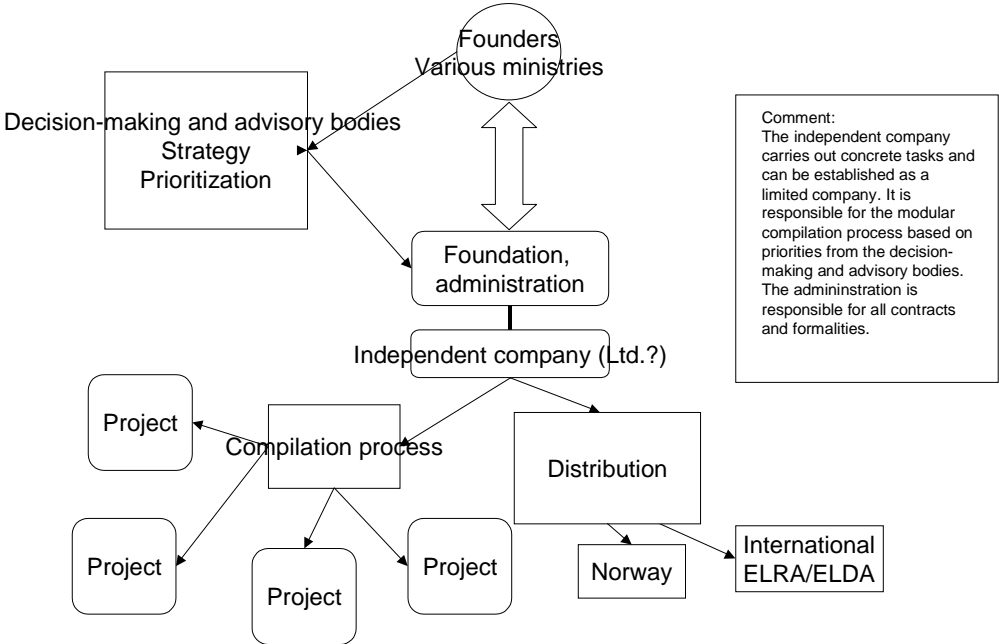 Founders
Various ministries
Decision-making and advisory bodies
Strategy
Prioritization
Comment:
The independent company
carries out concrete tasks and
can be established as a
limited company. It is
responsible for the modular
compilation process based on
priorities from the decision-
making and advisory bodies.
The admininstration is
responsible for all contracts
and formalities.
Foundation,
administration
Independent company (Ltd.?)
Project
Compilation process
Distribution
Project
Project
Project
Norway
International
ELRA/ELDA